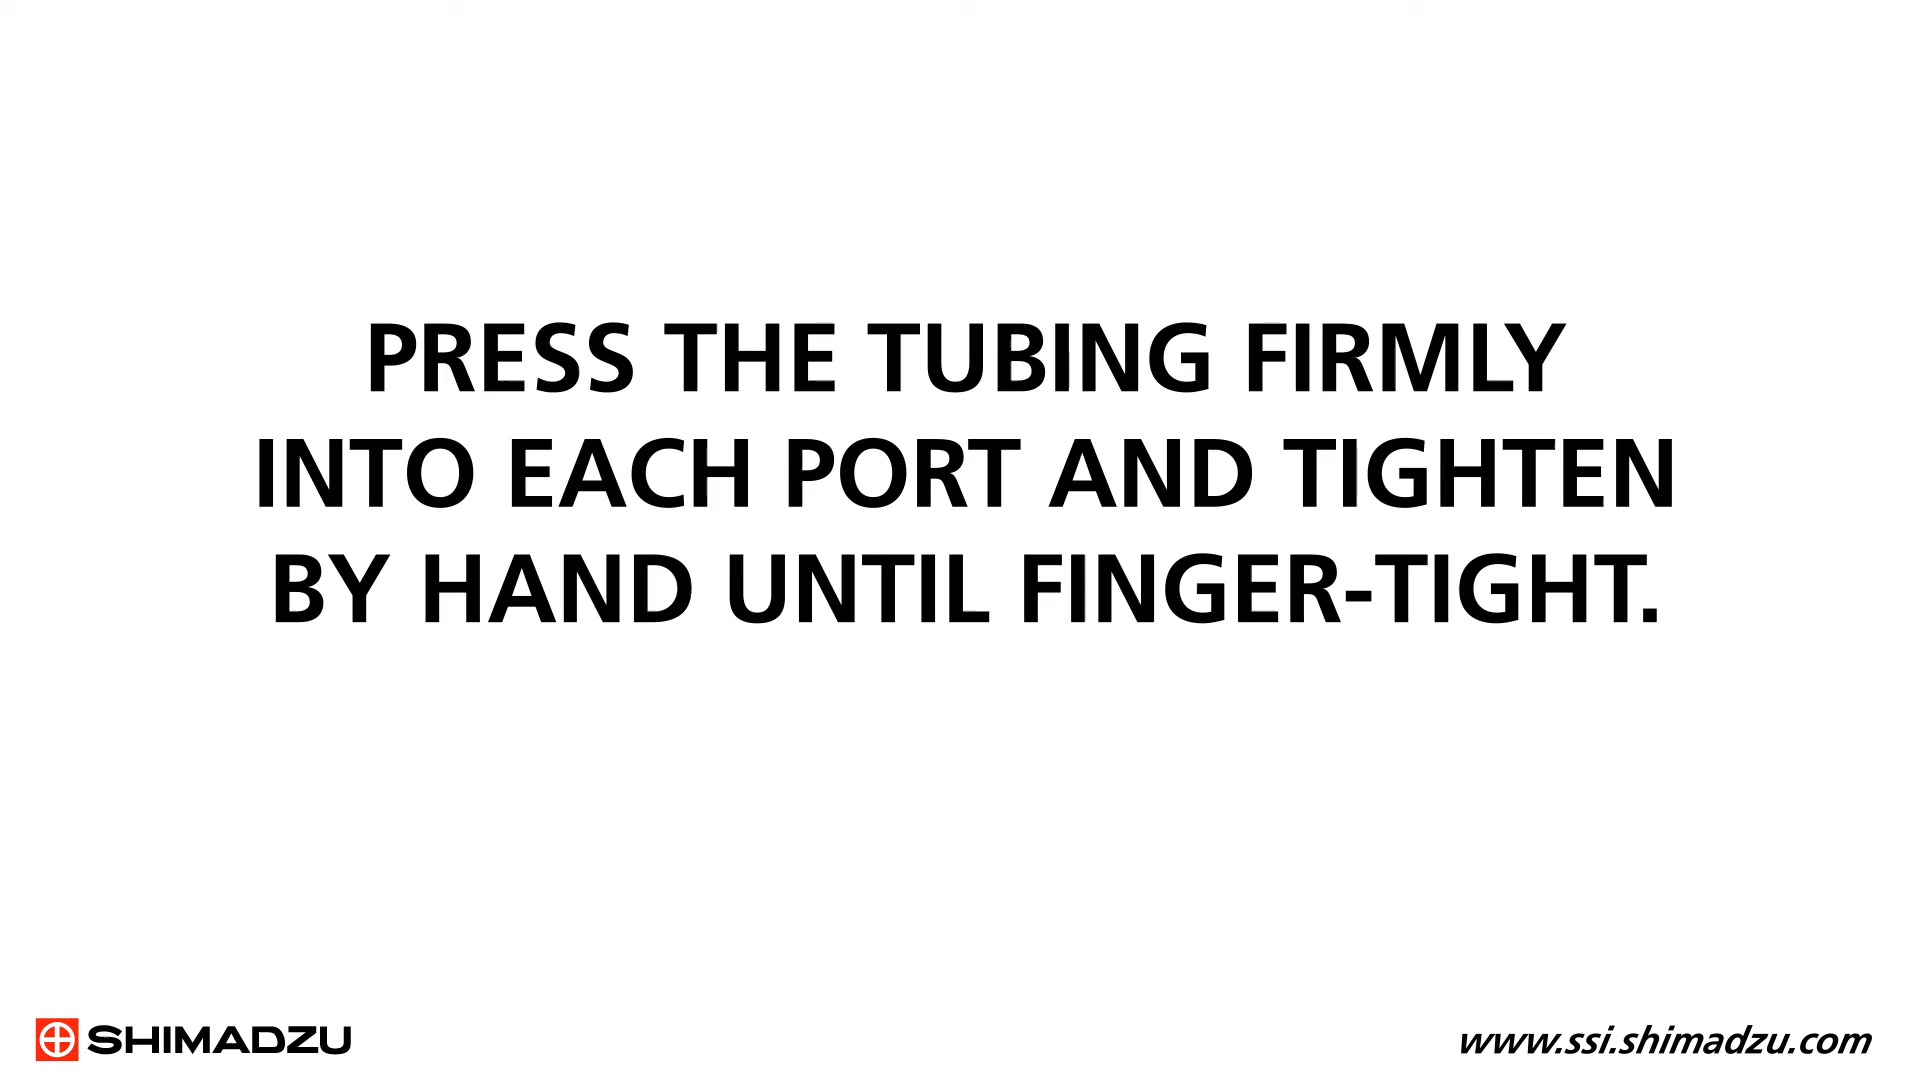 PRESS THE TUBING FIRMLY
INTO EACH PORT AND TIGHTEN
BY HAND UNTIL FINGER-TIGHT.
SHIMADZU
www.ssi.shimadzu.com